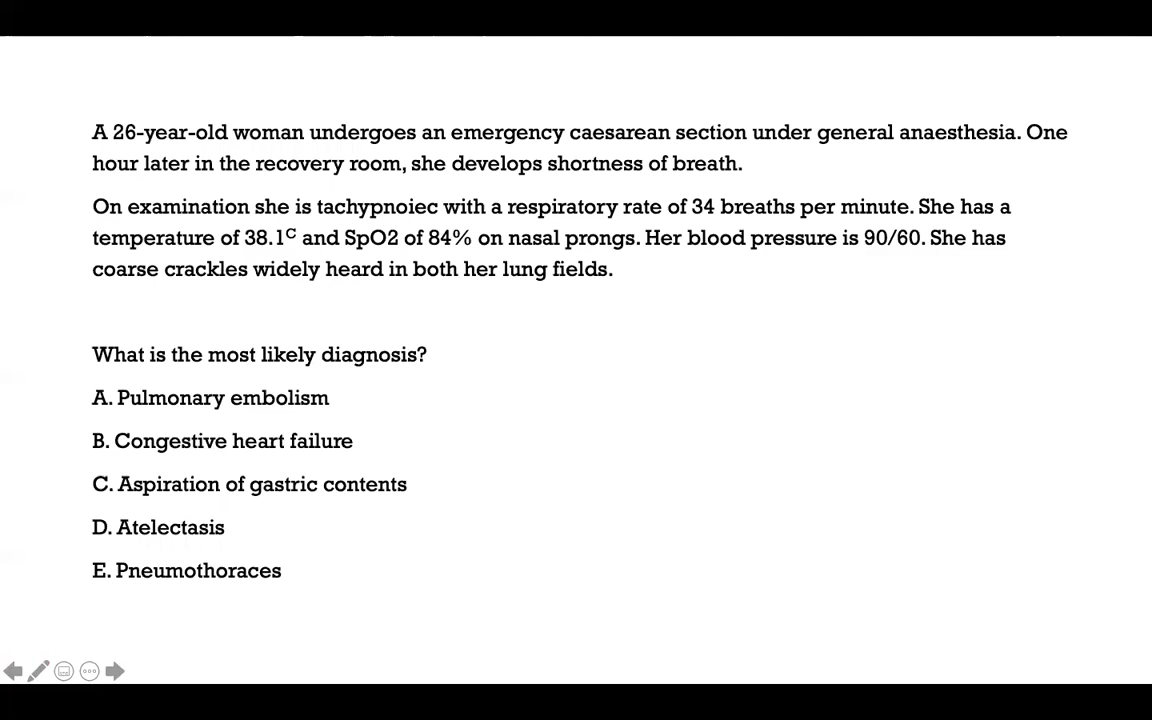 A 26-year-old woman undergoes an emergency caesarean section under general anaesthesia. One
hour later in the recovery room, she develops shortness of breath.
On examination she is tachypnoiec with a respiratory rate of 34 breaths per minute. She has a
temperature of 38.1ᶜ and SpO2 of 84% on nasal prongs. Her blood pressure is 90/60. She has
coarse crackles widely heard in both her lung fields.
What is the most likely diagnosis?
A. Pulmonary embolism
B. Congestive heart failure
C. Aspiration of gastric contents
D. Atelectasis
E. Pneumothoraces